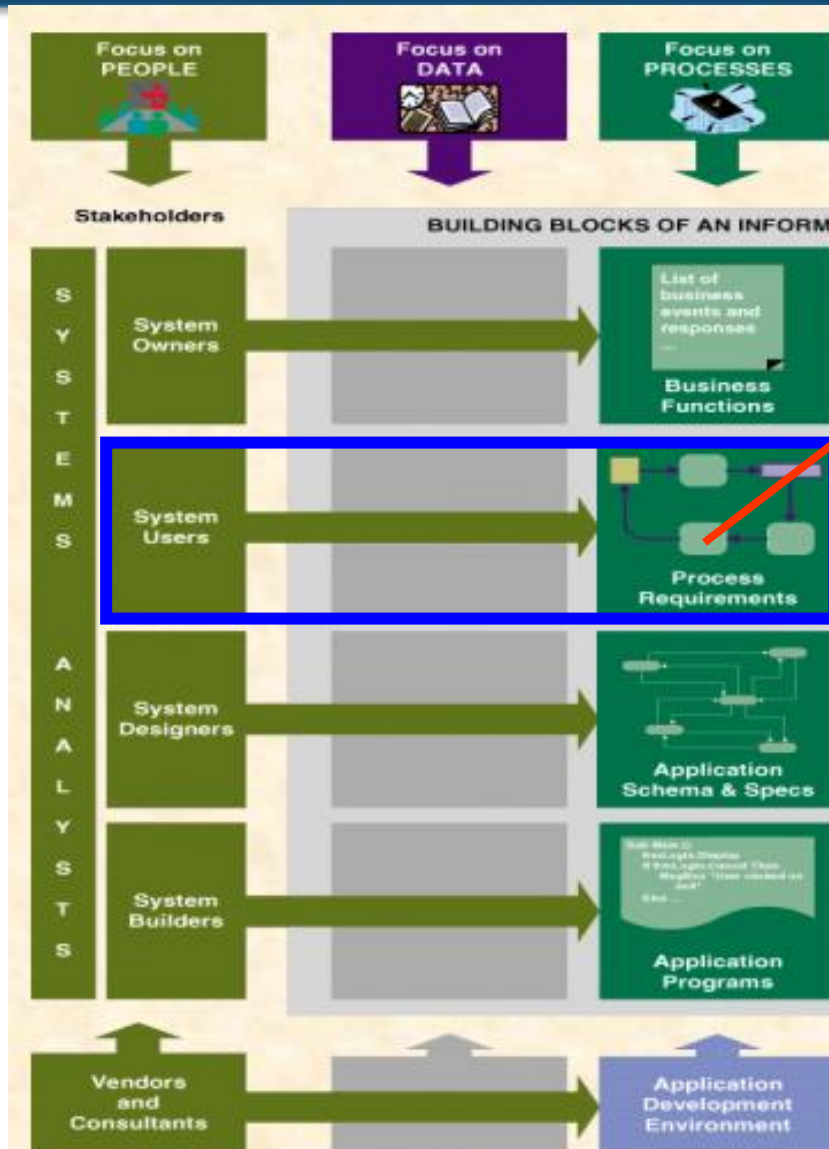 Focus on
PEOPLE
Focus on
DATA
Focus on
PROCESSES
Stakeholders
BUILDING BLOCKS OF AN INFORM
SYSTEMS ANALYSTS
System
Owners
List of
business
events and
responses
...
Business
Functions
System
Users
Process
Requirements
System
Designers
Application
Schema & Specs
System
Builders
Application
Programs
Vendors
and
Consultants
Application
Development
Environment